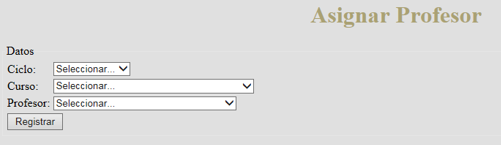 Asignar Profesor
Datos
Ciclo: Seleccionar...
Curso: Seleccionar...
Profesor: Seleccionar...
Registrar